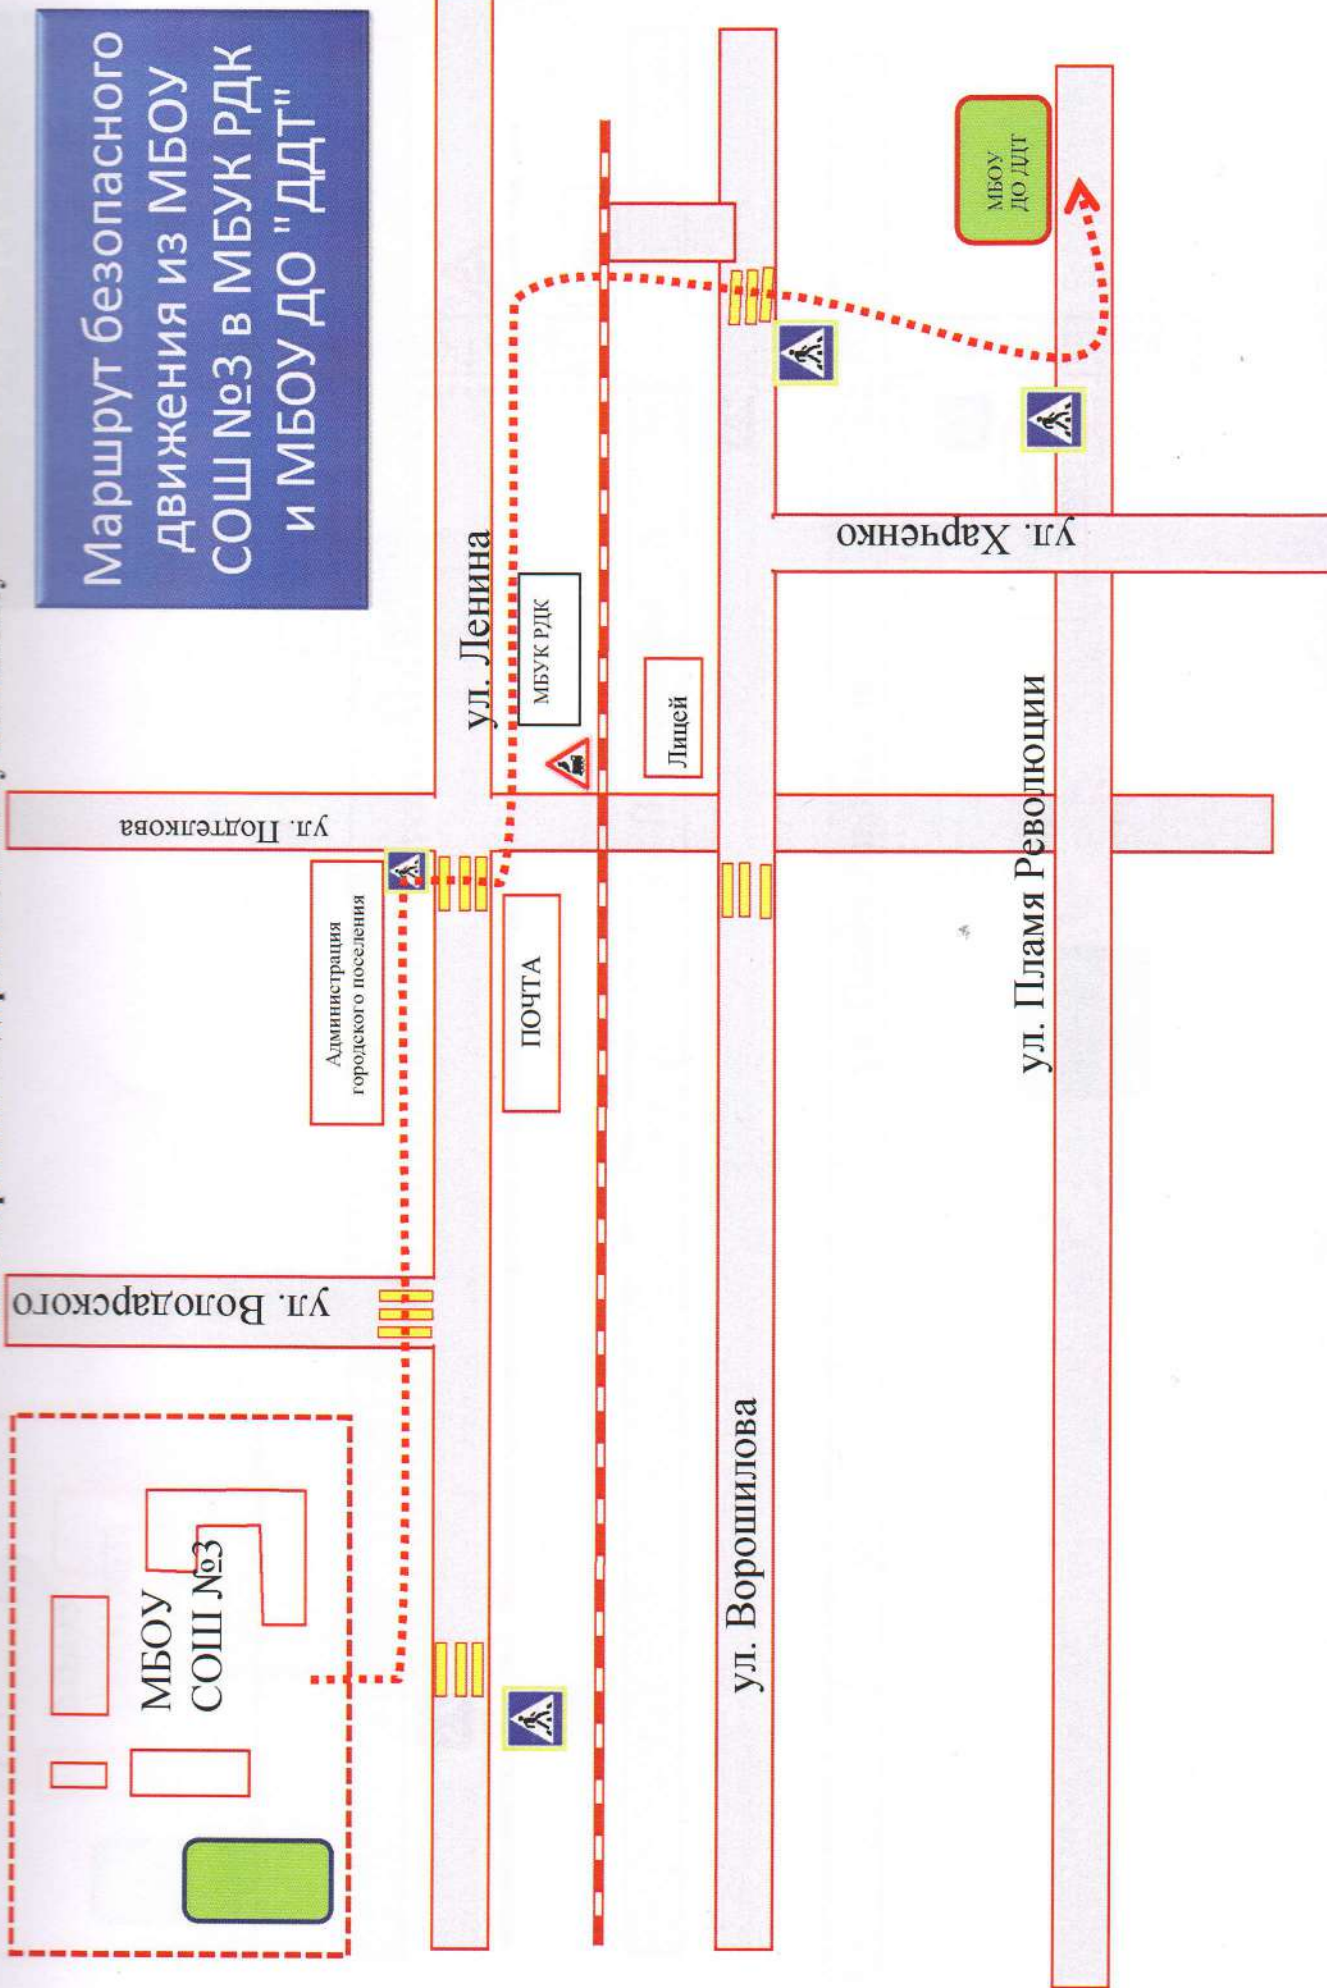 Маршрут безопасного
движения из МБОУ
СОШ №3 в МБУК РДК
и МБОУ ДО "ДДТ"
МБОУ
СОШ №3
ул. Володарского
Администрация
городского поселения
ул. Подтелкова
ул. Ленина
ПОЧТА
МБУК РДК
Лицей
ул. Ворошилова
ул. Харченко
МБОУ
ДО ДДТ
ул. Пламя Революции